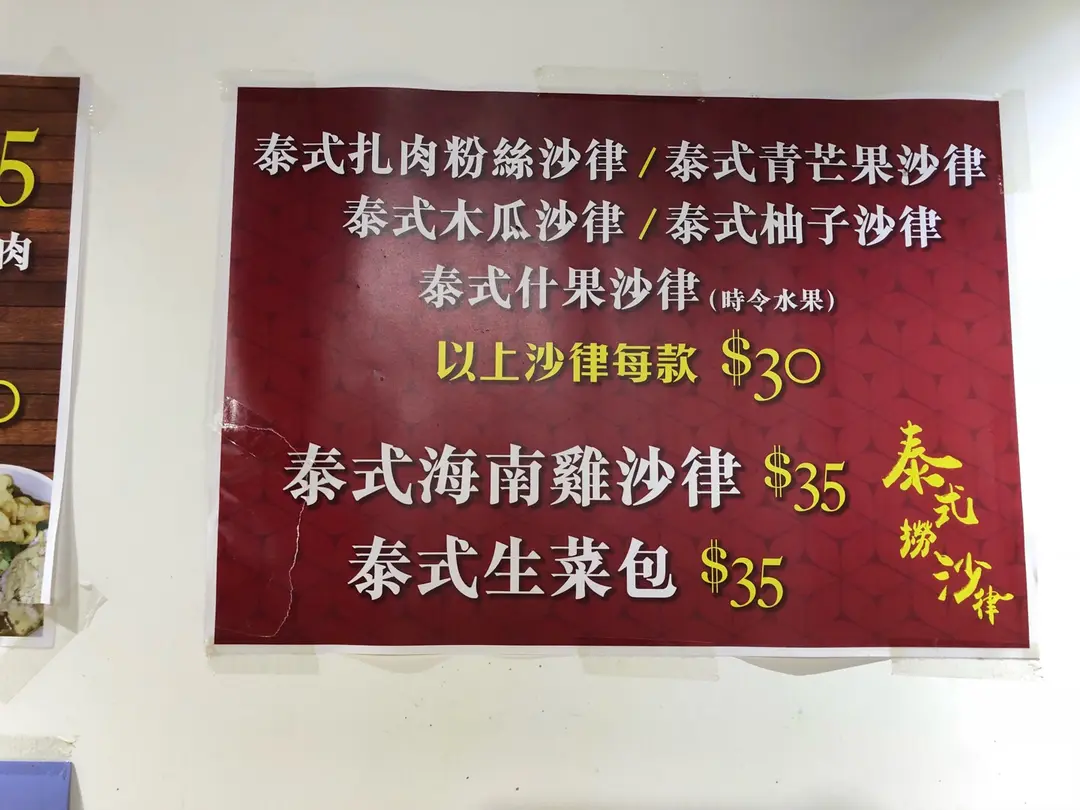 5
肉
0
泰式扎肉粉絲沙律 / 泰式青芒果沙律
泰式木瓜沙律 / 泰式柚子沙律
泰式什果沙律 (時令水果)
以上沙律每款 $30
泰式海南雞沙律 $35
泰式生菜包 $35
泰式撈沙律